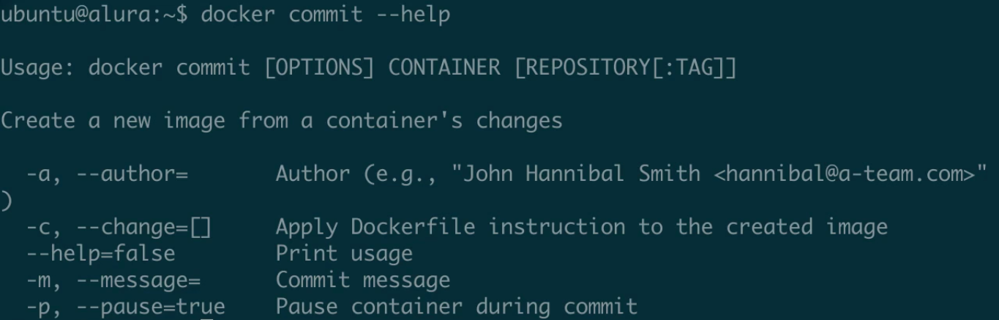 ubuntu@alura:~$ docker commit --help
Usage: docker commit [OPTIONS] CONTAINER [REPOSITORY[:TAG]]
Create a new image from a container's changes
-a, --author= Author (e.g., "John Hannibal Smith <hannibal@a-team.com>"
)
-c, --change=[] Apply Dockerfile instruction to the created image
--help=false Print usage
-m, --message= Commit message
-p, --pause=true Pause container during commit